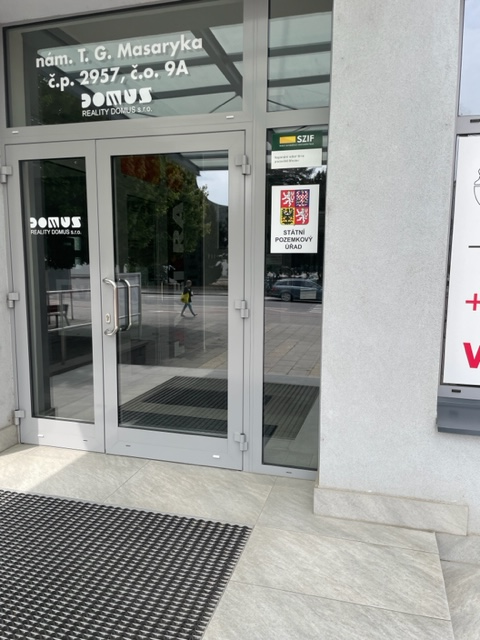 nám. T. G. Masaryka
č.p. 2957, č.o. 9A
DOMUS
REALITY DOMUS s.r.o.
SZIF
DOMUS
REALITY DOMUS s.r.o.
STÁTNÍ
POZEMKOVÝ
ÚŘAD
+